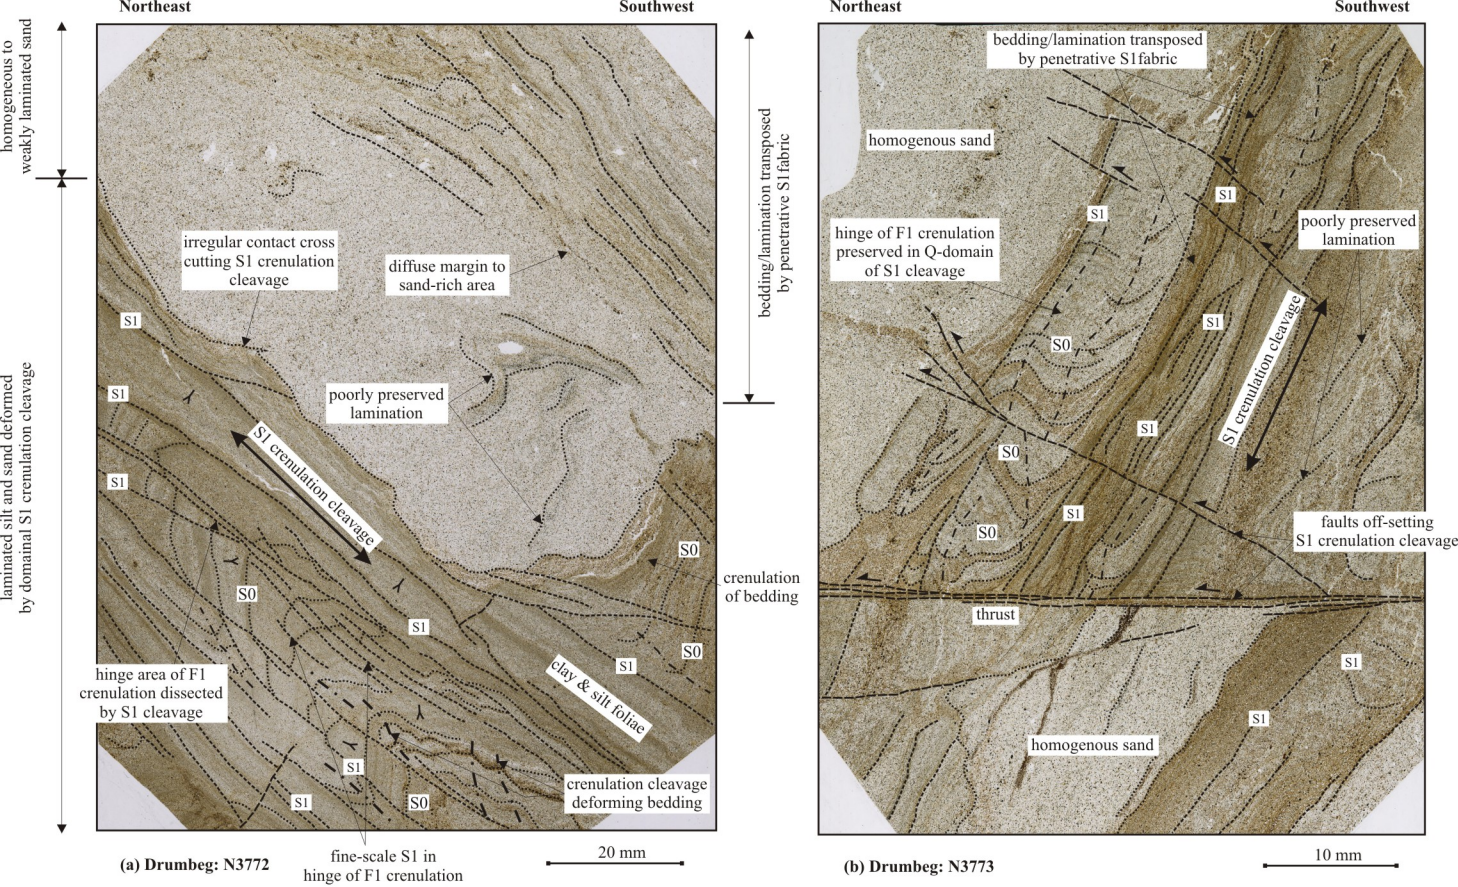 Northeast
Southwest
homogeneous to
weakly laminated sand
laminated silt and sand deformed
by domainal S1 crenulation cleavage
irregular contact cross
cutting S1 crenulation
cleavage
diffuse margin to
sand-rich area
S1
S1
poorly preserved
lamination
S1 crenulation cleavage
S1
S0
S0
crenulation
of bedding
S1
S0
S1
hinge area of F1
crenulation dissected
by S1 cleavage
clay & silt foliae
S1
S1
S0
crenulation cleavage
deforming bedding
fine-scale S1 in
hinge of F1 crenulation
(a) Drumbeg: N3772
20 mm
bedding/lamination transposed
by penetrative S1fabric
Northeast
Southwest
bedding/lamination transposed
by penetrative S1fabric
homogenous sand
S1
S1
poorly preserved
lamination
hinge of F1 crenulation
preserved in Q-domain
of S1 cleavage
S0
S1
S1 crenulation cleavage
S1
S0
S1
S0
faults off-setting
S1 crenulation cleavage
thrust
S1
S1
homogenous sand
(b) Drumbeg: N3773
10 mm